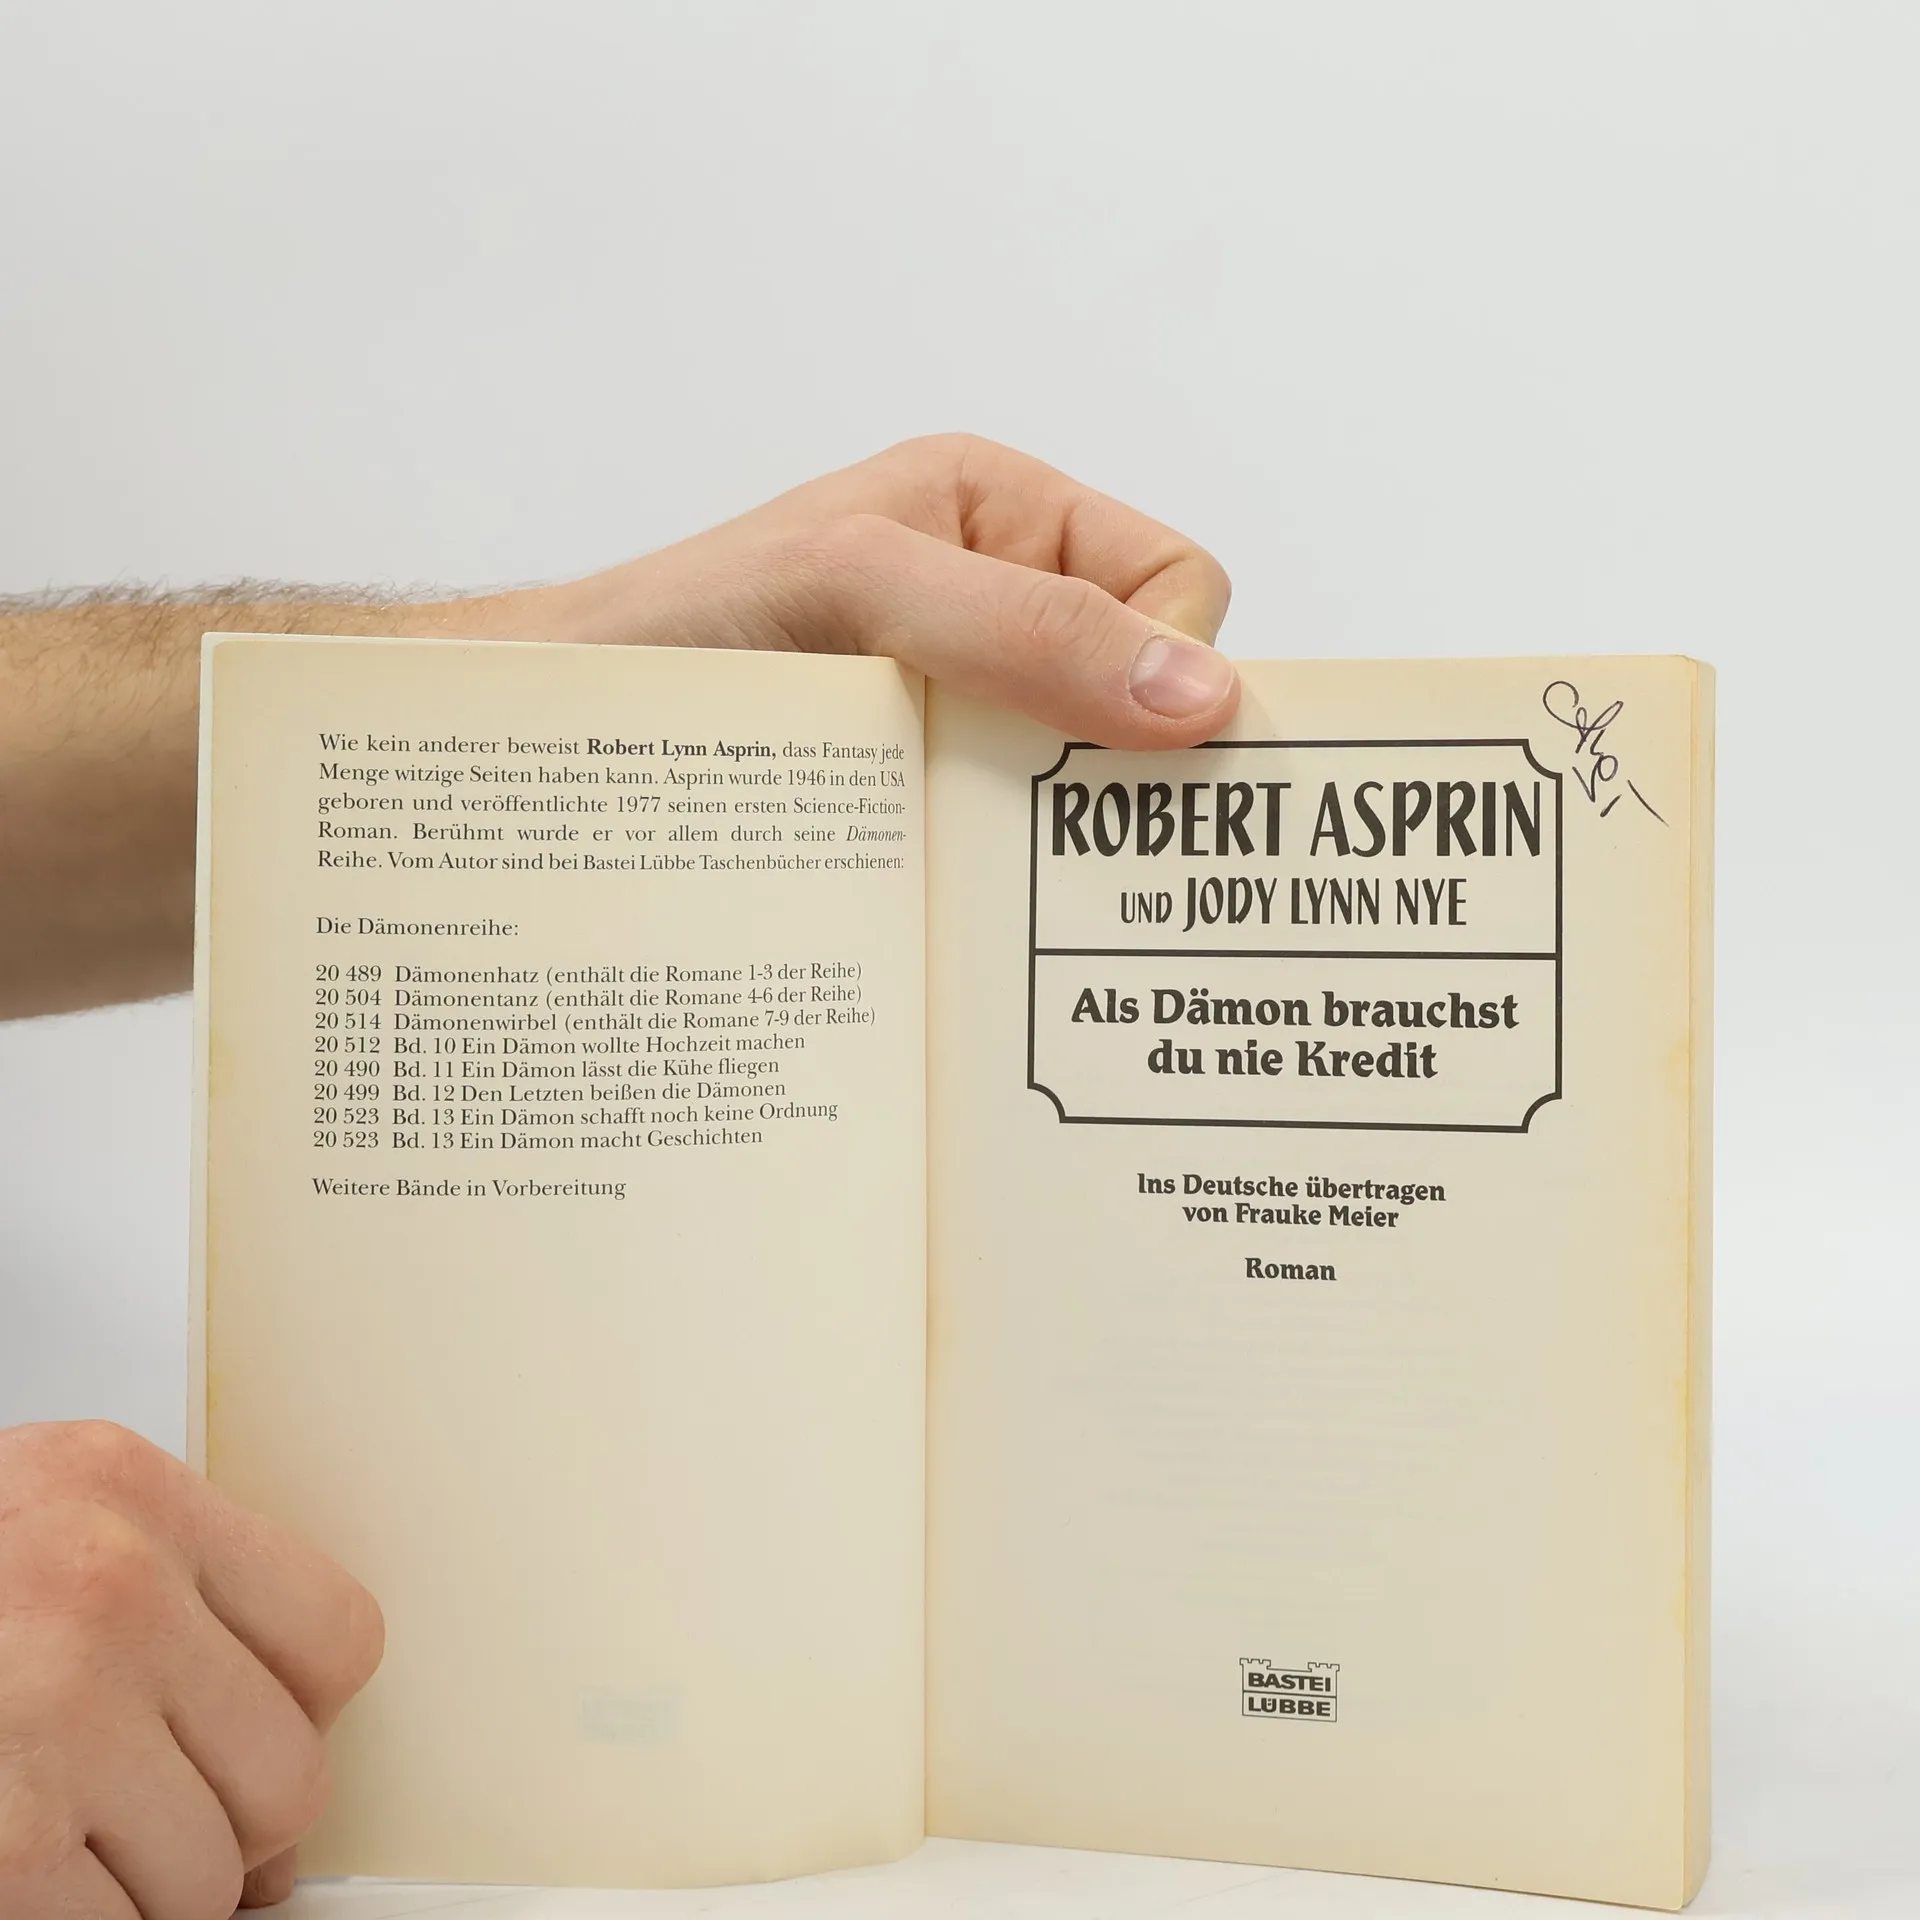 Wie kein anderer beweist Robert Lynn Asprin, dass Fantasy jede
Menge witzige Seiten haben kann. Asprin wurde 1946 in den USA
geboren und veröffentlichte 1977 seinen ersten Science-Fiction-
Roman. Berühmt wurde er vor allem durch seine Dämonen-
Reihe. Vom Autor sind bei Bastei Lübbe Taschenbücher erschienen:
Die Dämonenreihe:
20 489 Dämonenhatz (enthält die Romane 1-3 der Reihe)
20 504 Dämonentanz (enthält die Romane 4-6 der Reihe)
20 514 Dämonenwirbel (enthält die Romane 7-9 der Reihe)
20 512 Bd. 10 Ein Dämon wollte Hochzeit machen
20 490 Bd. 11 Ein Dämon lässt die Kühe fliegen
20 499 Bd. 12 Den Letzten beißen die Dämonen
20 523 Bd. 13 Ein Dämon schafft noch keine Ordnung
20 523 Bd. 13 Ein Dämon macht Geschichten
Weitere Bände in Vorbereitung
ROBERT ASPRIN
UND JODY LYNN NYE
Als Dämon brauchst
du nie Kredit
Ins Deutsche übertragen
von Frauke Meier
Roman
BASTEI
LÜBBE